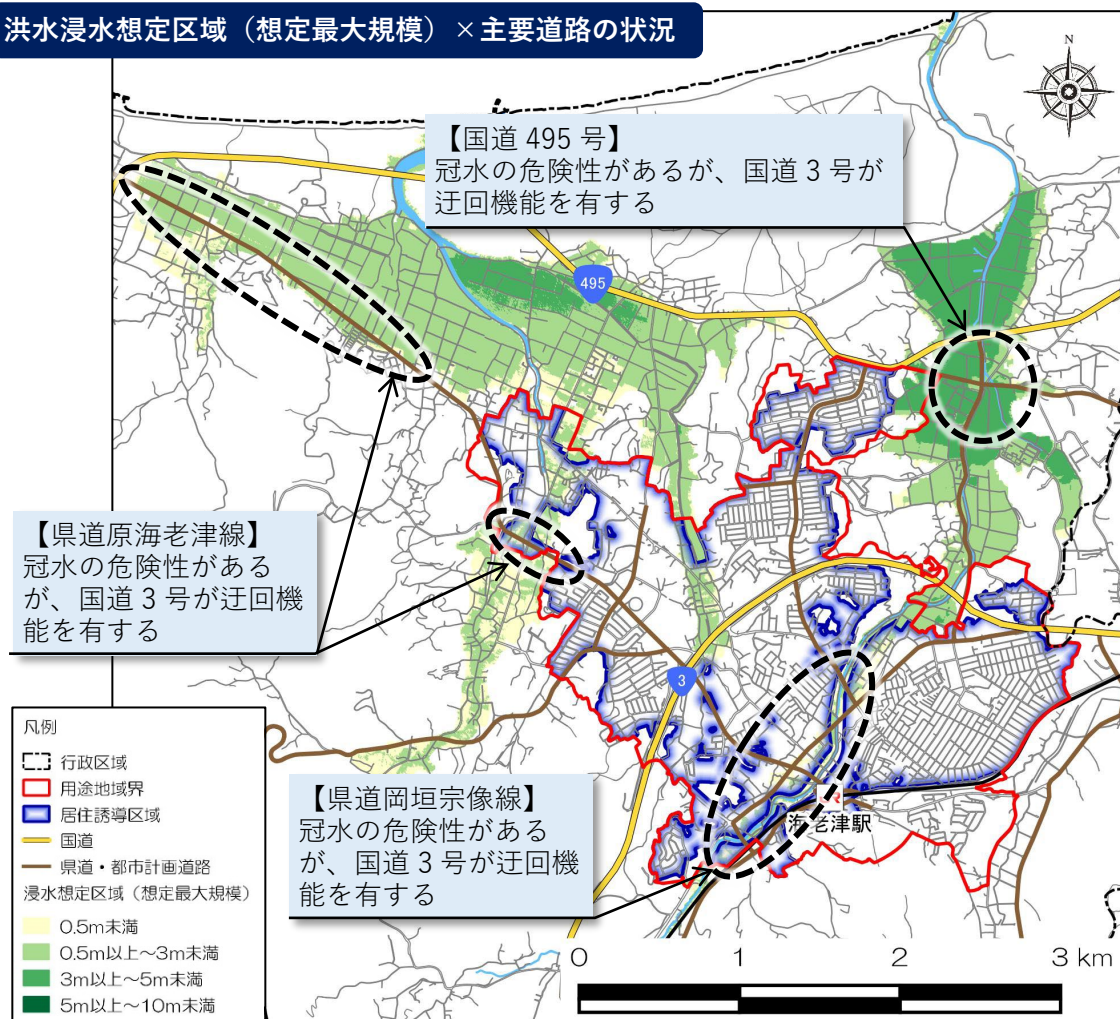 洪水浸水想定区域（想定最大規模）×主要道路の状況
N
【国道 495 号】
冠水の危険性があるが、国道 3 号が
迂回機能を有する
495
【県道原海老津線】
冠水の危険性がある
が、国道 3 号が迂回機
能を有する
3
【県道岡垣宗像線】
冠水の危険性がある
が、国道 3 号が迂回機
能を有する
海老津駅
凡例
行政区域
用途地域界
居住誘導区域
国道
県道・都市計画道路
浸水想定区域（想定最大規模）
0.5m未満
0.5m以上～3m未満
3m以上～5m未満
5m以上～10m未満
0 1 2 3 km